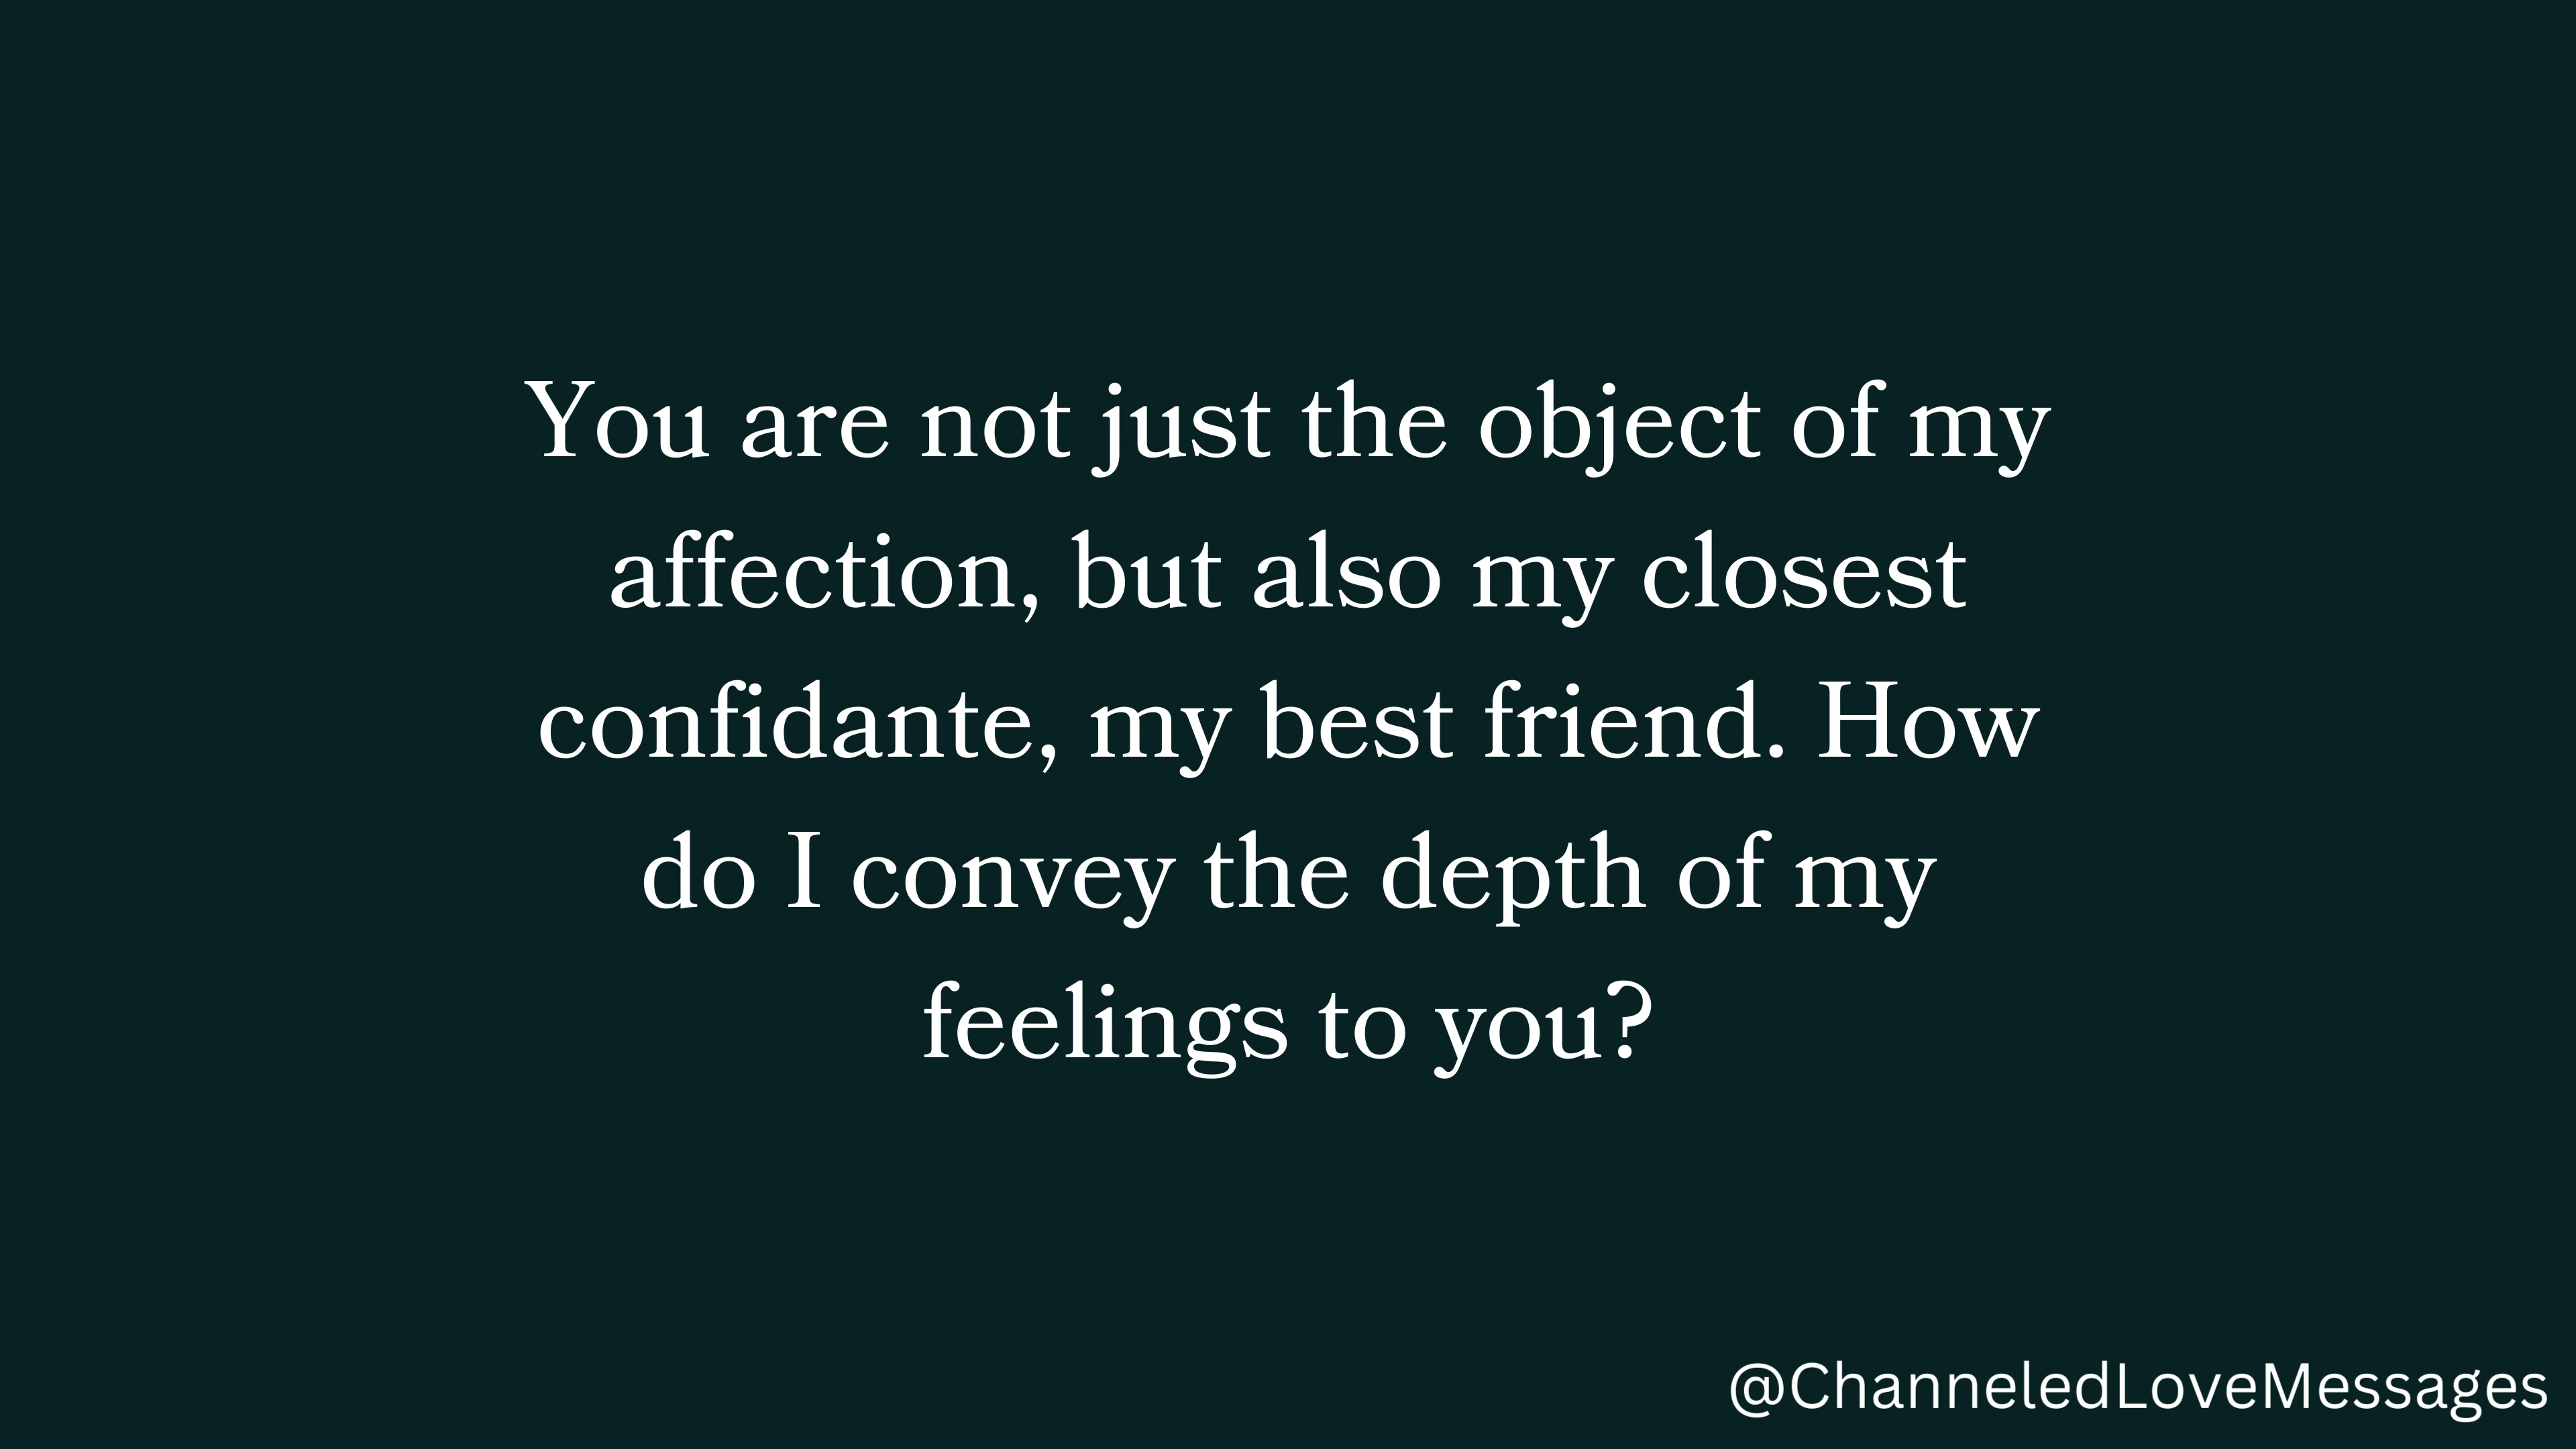 You are not just the object of my
affection, but also my closest
confidante, my best friend. How
do I convey the depth of my
feelings to you?
@ChanneledLoveMessages